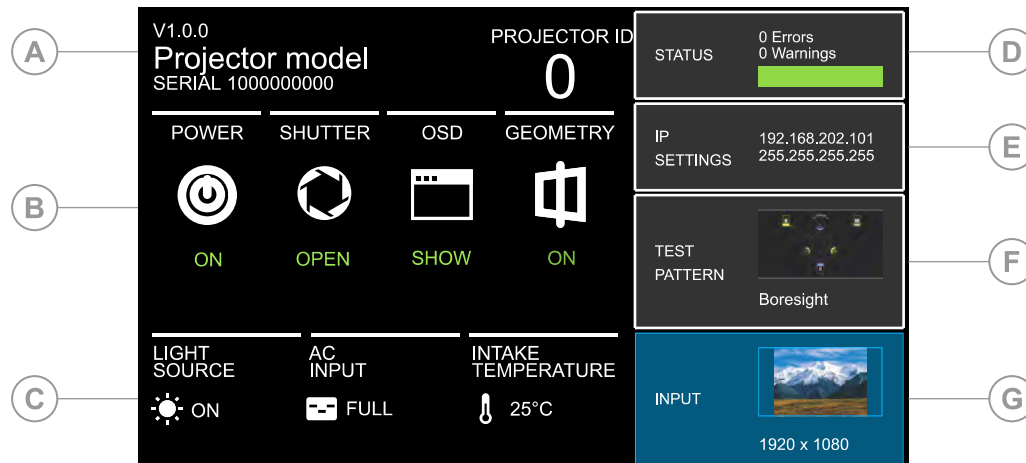 A
V1.0.0
Projector model
SERIAL 1000000000
PROJECTOR ID
0
STATUS
0 Errors
0 Warnings
D
IP
SETTINGS
192.168.202.101
255.255.255.255
E
B
POWER
SHUTTER
OSD
GEOMETRY
ON
OPEN
SHOW
ON
TEST
PATTERN
Boresight
F
C
LIGHT
SOURCE
ON
AC
INPUT
FULL
INTAKE
TEMPERATURE
25°C
INPUT
1920 x 1080
G